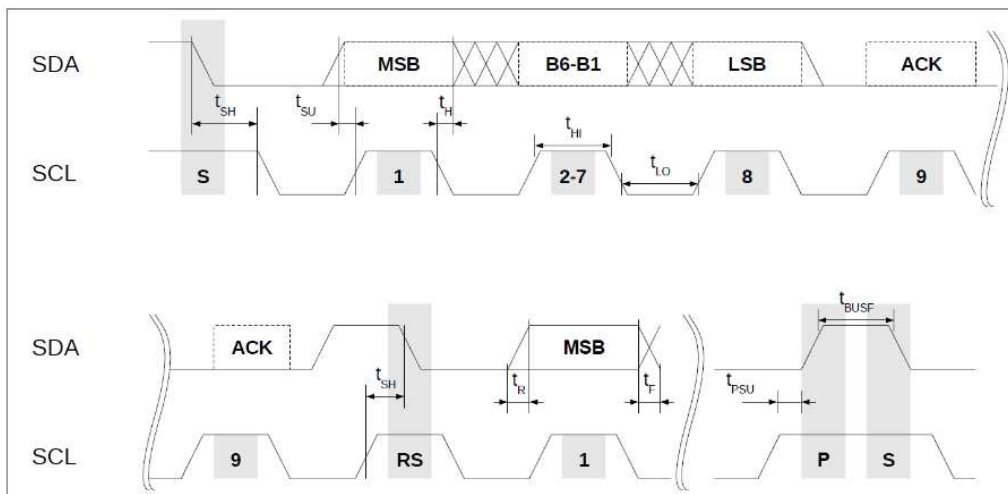 SDA MSB B6-B1 LSB ACK
tSH tSU tH tHI tLO
SCL S 1 2-7 8 9
tBUSF
SDA ACK MSB
tSH tR tF tPSU
SCL 9 RS 1 P S